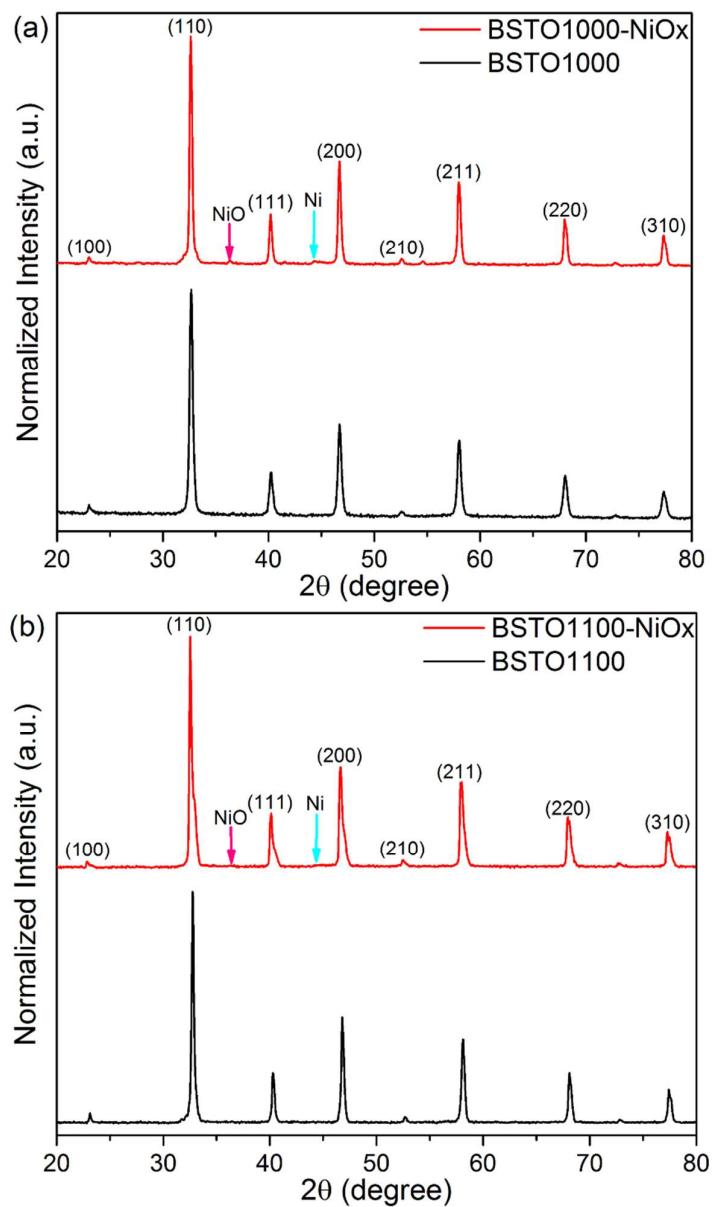 (a)
(110)
BSTO1000-NiOx
BSTO1000
(200)
(211)
NiO
(111)
Ni
(220)
(310)
(100)
(210)
Normalized Intensity (a.u.)
20 30 40 50 60 70 80
2θ (degree)
(b)
(110)
BSTO1100-NiOx
BSTO1100
(200)
(211)
NiO
(111)
Ni
(220)
(310)
(100)
(210)
Normalized Intensity (a.u.)
20 30 40 50 60 70 80
2θ (degree)